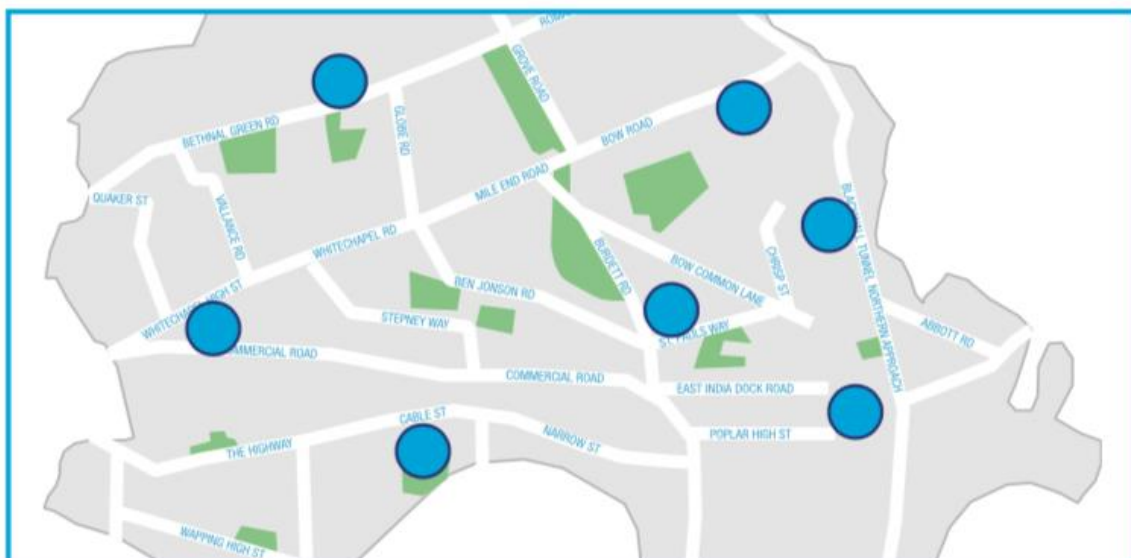 ROMA
GROVE ROAD
BETHNAL GREEN RD
GLOBE RD
BOW ROAD
MILE END ROAD
QUAKER ST
VALLANCE RD
WHITECHAPEL RD
BLACKWALL TUNNEL NORTHERN APPROACH
CHRISP ST
BURDETT RD
BOW COMMON LANE
BEN JONSON RD
WHITECHAPEL HIGH ST
STEPNEY WAY
ST PAULS WAY
ABBOTT RD
COMMERCIAL ROAD
COMMERCIAL ROAD
EAST INDIA DOCK ROAD
CABLE ST
NARROW ST
POPLAR HIGH ST
THE HIGHWAY
WAPPING HIGH ST